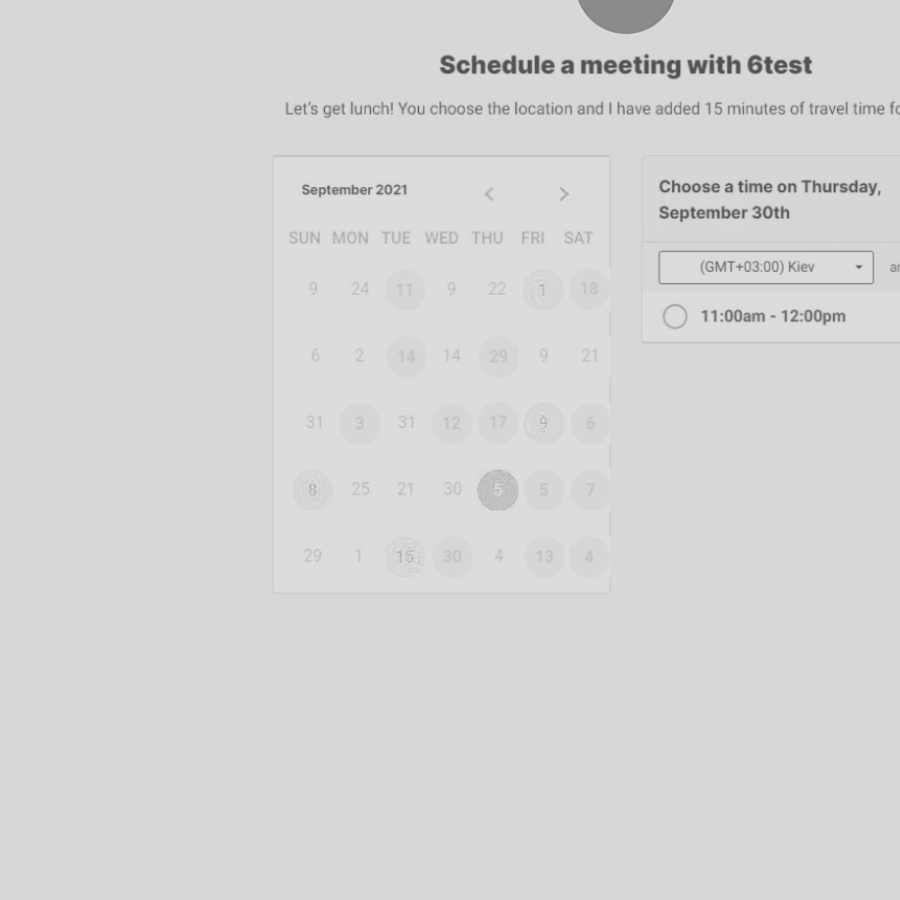 Schedule a meeting with 6test
Let's get lunch! You choose the location and I have added 15 minutes of travel time
September 2021
SUN MON TUE WED THU FRI SAT
9 24 11 9 22 1 18
6 2 14 14 29 9 21
31 3 31 12 17 9 6
8 25 21 30 5 5 7
29 1 15 30 4 13 4
Choose a time on Thursday,
September 30th
(GMT+03:00) Kiev
11:00am - 12:00pm